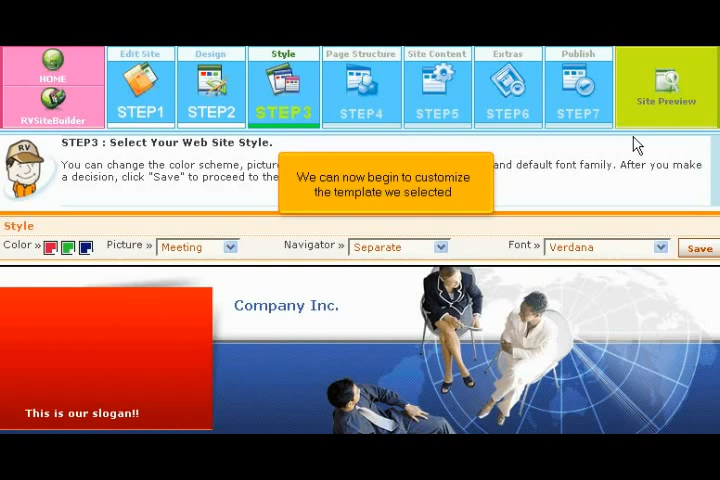 Edit Site
Design
Style
Page Structure
Site Content
Extras
Publish
HOME
RVSiteBuilder
STEP1
STEP2
STEP3
STEP4
STEP5
STEP6
STEP7
Site Preview
STEP3 : Select Your Web Site Style.
You can change the color scheme, pictur
and default font family. After you make
a decision, click "Save" to proceed to the
We can now begin to customize
the template we selected
RV
Style
Color » Picture » Meeting Navigator » Separate Font » Verdana Save
Company Inc.
This is our slogan!!